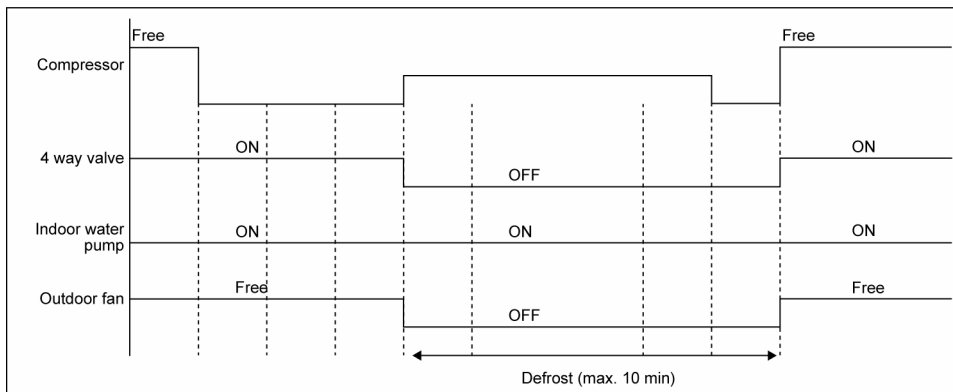 Free
Free
Compressor
4 way valve
ON
ON
OFF
Indoor water
pump
ON
ON
ON
Outdoor fan
Free
Free
OFF
Defrost (max. 10 min)